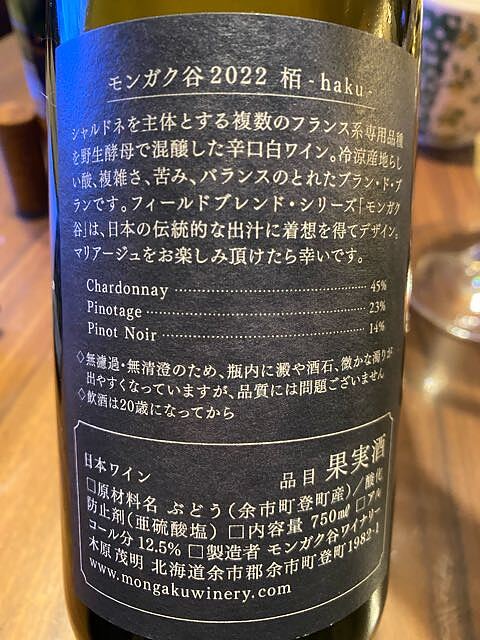 モンガク谷2022 栢 -haku-
シャルドネを主体とする複数のフランス系専用品種
を野生酵母で混醸した辛口白ワイン。冷涼産地らし
い酸、複雑さ、苦み、バランスのとれたブラン・ド・ブ
ランです。フィールドブレンド・シリーズ「モンガク
谷」は、日本の伝統的な出汁に着想を得てデザイン。
マリアージュをお楽しみ頂けたら幸いです。
Chardonnay 45%
Pinotage 23%
Pinot Noir 14%
◇無濾過・無清澄のため、瓶内に澱や酒石、微かな濁りが
出やすくなっていますが、品質には問題ございません
◇飲酒は20歳になってから
日本ワイン 品目 果実酒
□原材料名 ぶどう(余市町登町産)/酸化
防止剤(亜硫酸塩) □内容量 750㎖ □アル
コール分 12.5% □製造者 モンガク谷ワイナリー
木原 茂明 北海道余市郡余市町登町1982-1
www.mongakuwinery.com